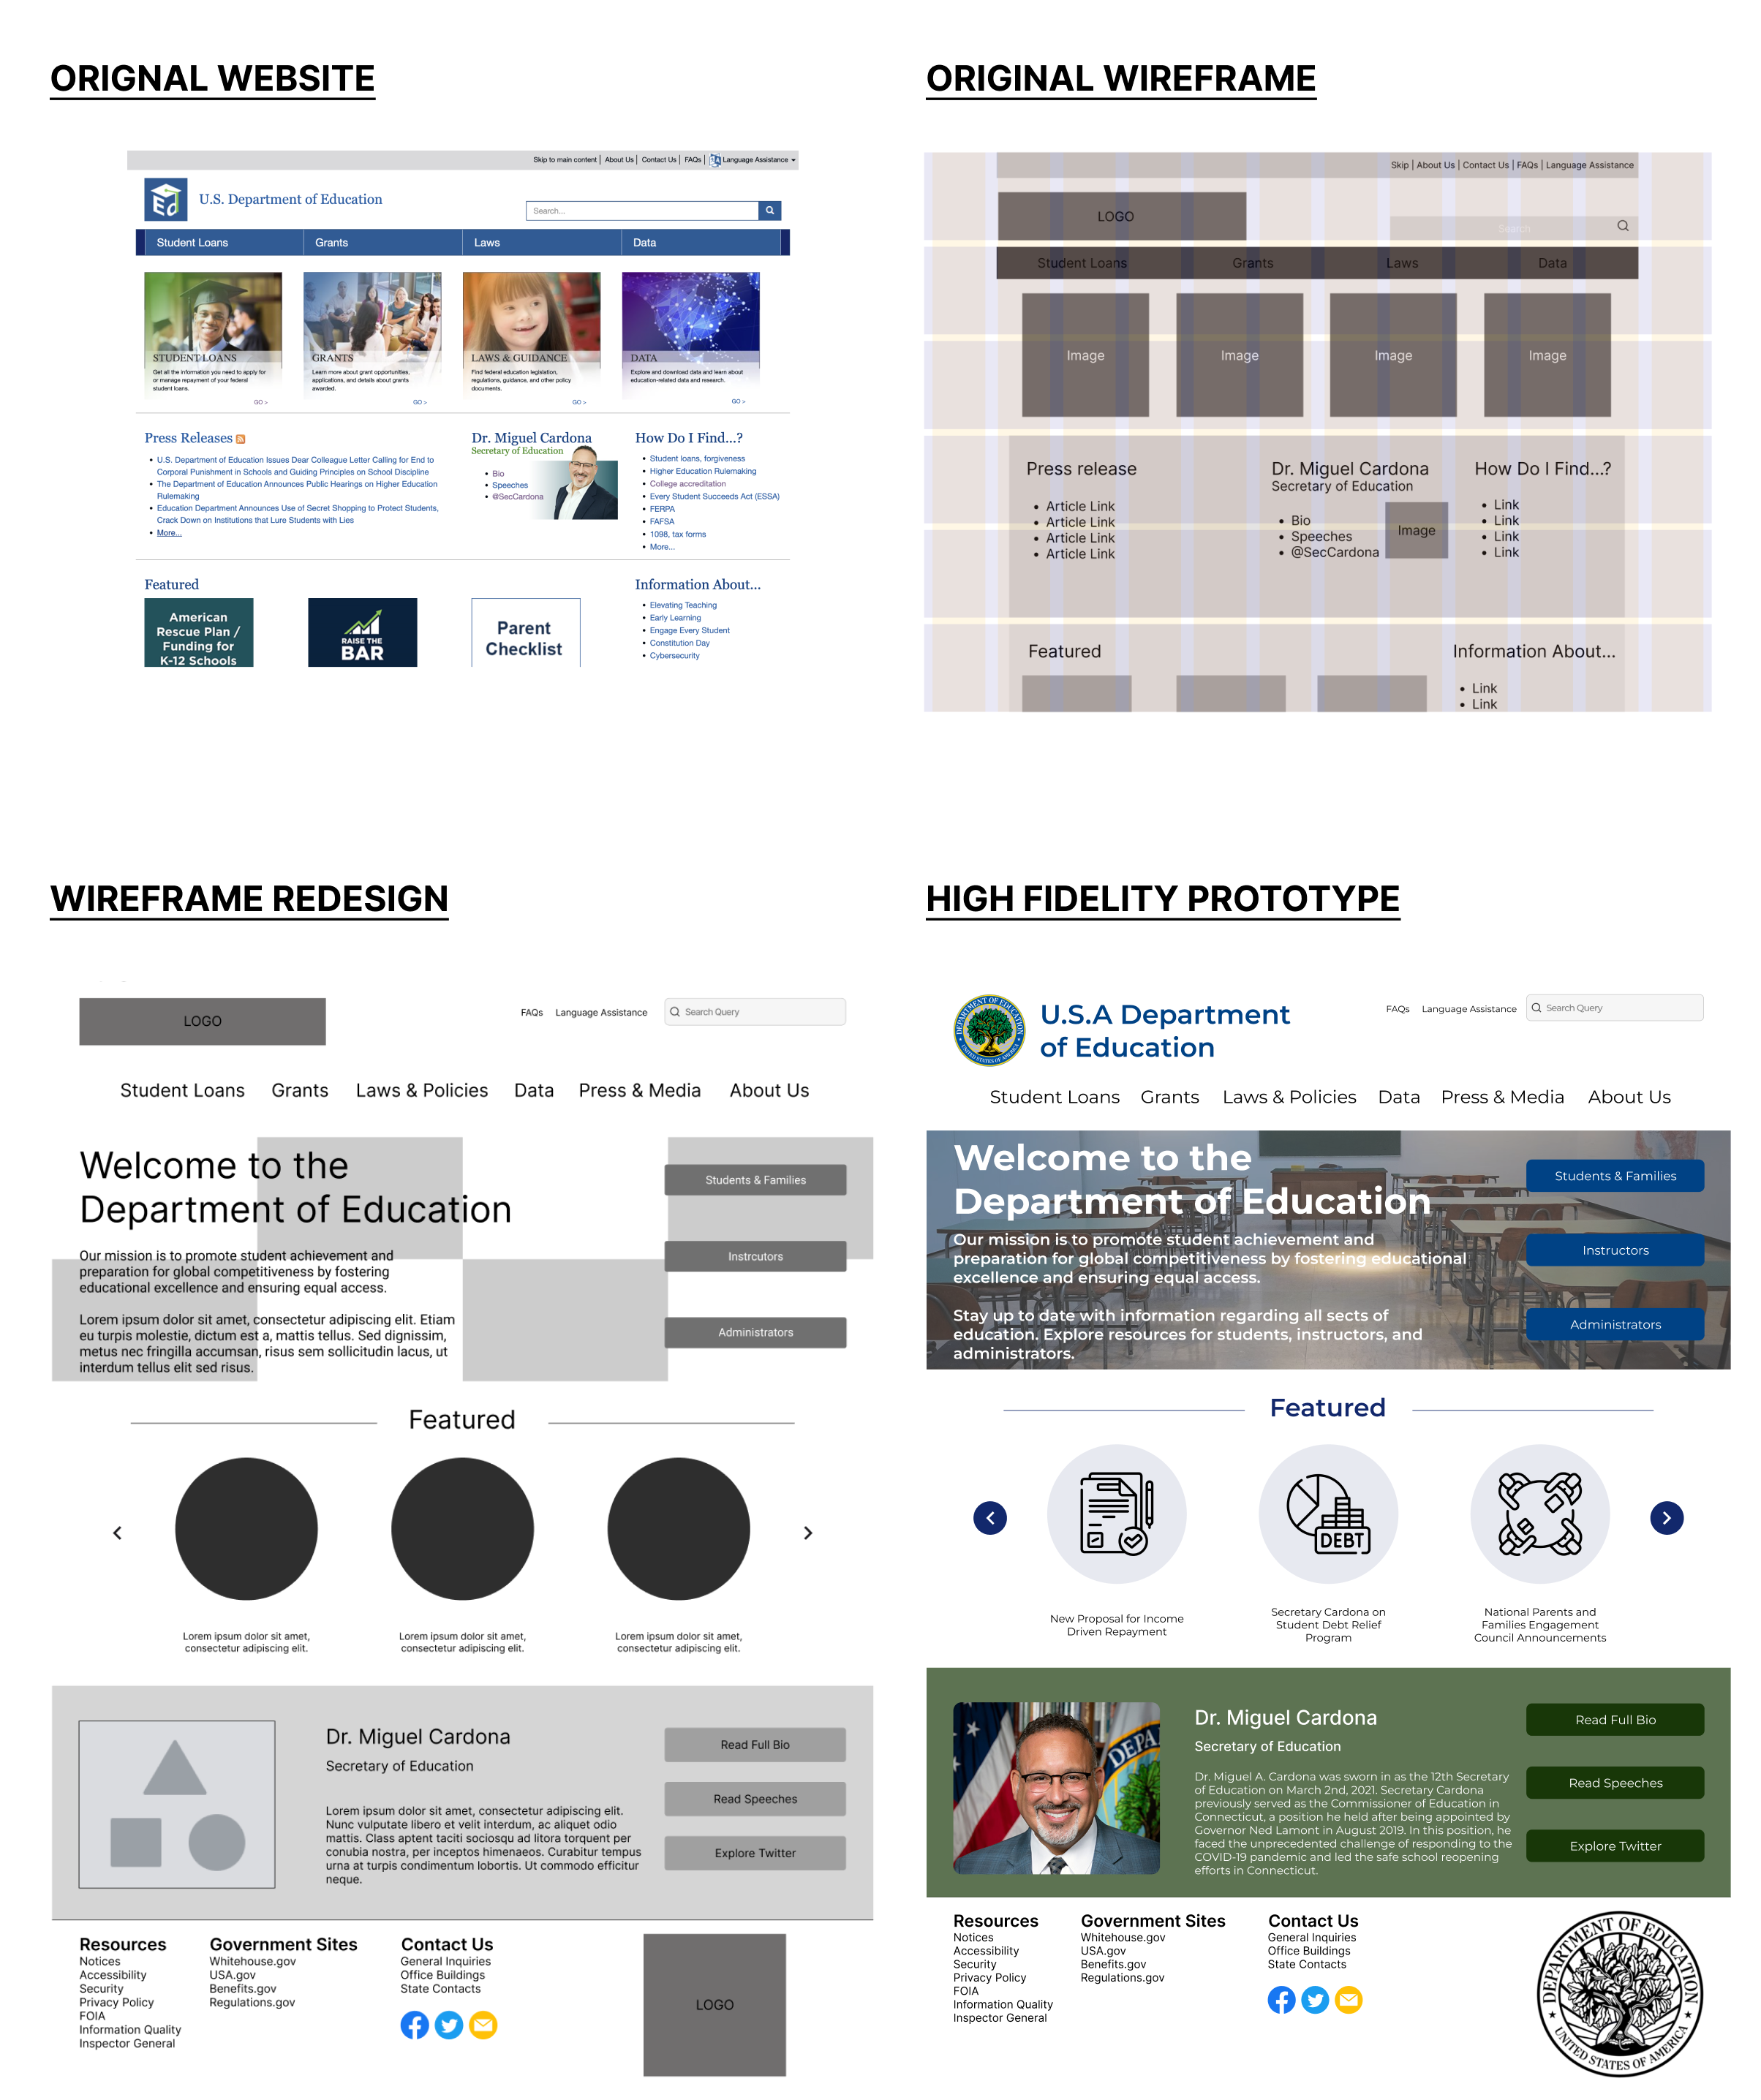 ORIGNAL WEBSITE
Skip to main content | About Us | Contact Us | FAQs | Language Assistance
Ed
U.S. Department of Education
Search...
Student Loans
Grants
Laws
Data
STUDENT LOANS
Get all the information you need to apply for
or manage repayment of your federal
student loans.
GO >
GRANTS
Learn more about grant opportunities,
applications, and details about grants
awarded.
GO >
LAWS & GUIDANCE
Find federal education legislation,
regulations, guidance, and other policy
documents.
GO >
DATA
Explore and download data and learn about
education-related data and research.
GO >
Press Releases
• U.S. Department of Education Issues Dear Colleague Letter Calling for End to
Corporal Punishment in Schools and Guiding Principles on School Discipline
• The Department of Education Announces Public Hearings on Higher Education
Rulemaking
• Education Department Announces Use of Secret Shopping to Protect Students,
Crack Down on Institutions that Lure Students with Lies
• More...
Dr. Miguel Cardona
Secretary of Education
• Bio
• Speeches
• @SecCardona
How Do I Find...?
• Student loans, forgiveness
• Higher Education Rulemaking
• College accreditation
• Every Student Succeeds Act (ESSA)
• FERPA
• FAFSA
• 1098, tax forms
• More...
Featured
American
Rescue Plan /
Funding for
K-12 Schools
RAISE THE
BAR
Parent
Checklist
Information About...
• Elevating Teaching
• Early Learning
• Engage Every Student
• Constitution Day
• Cybersecurity
ORIGINAL WIREFRAME
Skip | About Us | Contact Us | FAQs | Language Assistance
LOGO
Search
Student Loans
Grants
Laws
Data
Image
Image
Image
Image
Press release
• Article Link
• Article Link
• Article Link
• Article Link
Dr. Miguel Cardona
Secretary of Education
• Bio
• Speeches
• @SecCardona
Image
How Do I Find...?
• Link
• Link
• Link
• Link
Featured
Information About...
• Link
• Link
WIREFRAME REDESIGN
LOGO
FAQs
Language Assistance
Search Query
Student Loans
Grants
Laws & Policies
Data
Press & Media
About Us
Welcome to the
Department of Education
Our mission is to promote student achievement and
preparation for global competitiveness by fostering
educational excellence and ensuring equal access.
Lorem ipsum dolor sit amet, consectetur adipiscing elit. Etiam
eu turpis molestie, dictum est a, mattis tellus. Sed dignissim,
metus nec fringilla accumsan, risus sem sollicitudin lacus, ut
interdum tellus elit sed risus.
Students & Families
Instrcutors
Administrators
Featured
Lorem ipsum dolor sit amet,
consectetur adipiscing elit.
Lorem ipsum dolor sit amet,
consectetur adipiscing elit.
Lorem ipsum dolor sit amet,
consectetur adipiscing elit.
Dr. Miguel Cardona
Secretary of Education
Lorem ipsum dolor sit amet, consectetur adipiscing elit.
Nunc vulputate libero et velit interdum, ac aliquet odio
mattis. Class aptent taciti sociosqu ad litora torquent per
conubia nostra, per inceptos himenaeos. Curabitur tempus
urna at turpis condimentum lobortis. Ut commodo efficitur
neque.
Read Full Bio
Read Speeches
Explore Twitter
Resources
Notices
Accessibility
Security
Privacy Policy
FOIA
Information Quality
Inspector General
Government Sites
Whitehouse.gov
USA.gov
Benefits.gov
Regulations.gov
Contact Us
General Inquiries
Office Buildings
State Contacts
LOGO
HIGH FIDELITY PROTOTYPE
DEPARTMENT OF EDUCATION
UNITED STATES OF AMERICA
U.S.A Department
of Education
FAQs
Language Assistance
Search Query
Student Loans
Grants
Laws & Policies
Data
Press & Media
About Us
Welcome to the
Department of Education
Our mission is to promote student achievement and
preparation for global competitiveness by fostering educational
excellence and ensuring equal access.
Stay up to date with information regarding all sects of
education. Explore resources for students, instructors, and
administrators.
Students & Families
Instructors
Administrators
Featured
DEBT
New Proposal for Income
Driven Repayment
Secretary Cardona on
Student Debt Relief
Program
National Parents and
Families Engagement
Council Announcements
DEPA
Dr. Miguel Cardona
Secretary of Education
Dr. Miguel A. Cardona was sworn in as the 12th Secretary
of Education on March 2nd, 2021. Secretary Cardona
previously served as the Commissioner of Education in
Connecticut, a position he held after being appointed by
Governor Ned Lamont in August 2019. In this position, he
faced the unprecedented challenge of responding to the
COVID-19 pandemic and led the safe school reopening
efforts in Connecticut.
Read Full Bio
Read Speeches
Explore Twitter
Resources
Notices
Accessibility
Security
Privacy Policy
FOIA
Information Quality
Inspector General
Government Sites
Whitehouse.gov
USA.gov
Benefits.gov
Regulations.gov
Contact Us
General Inquiries
Office Buildings
State Contacts
DEPARTMENT OF EDUCATION
UNITED STATES OF AMERICA